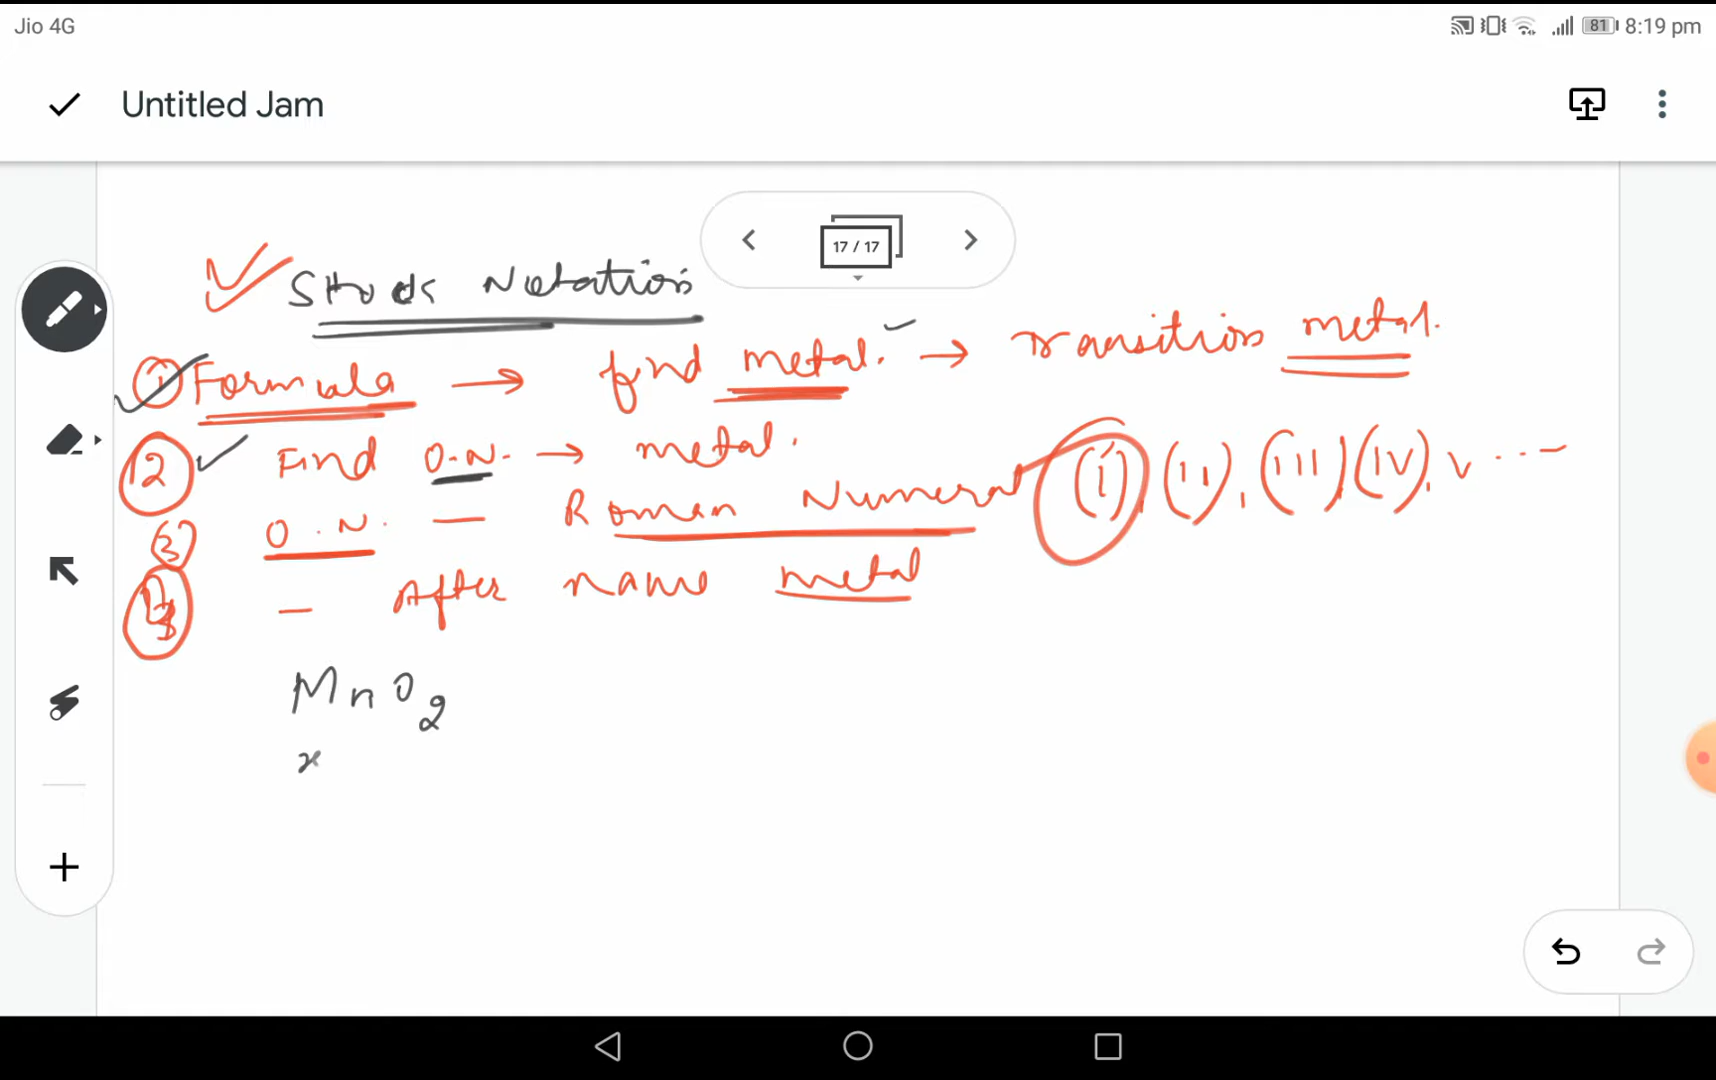 Jio 4G 81 8:19 pm
Untitled Jam
17 / 17
Stock Notation
① Formula → find metal. → transition metal.
② Find O.N. → metal.
③ O.N. — Roman Numeral (I), (II), (III) (IV), V ...
— After name metal
MnO2
x